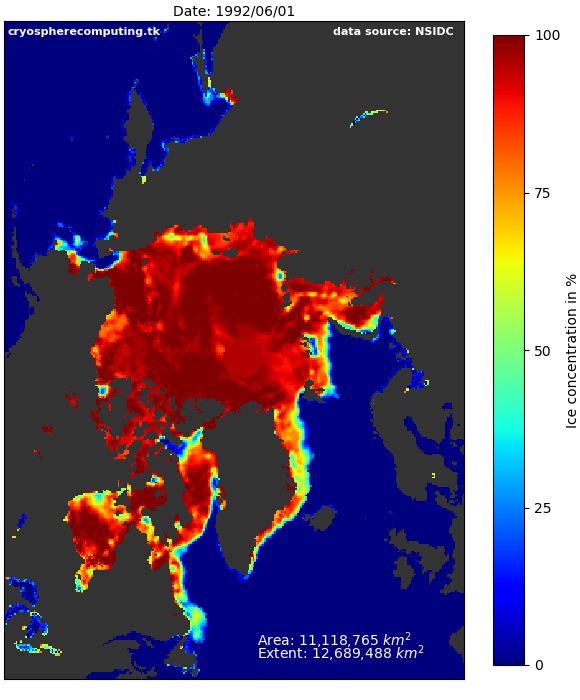 Date: 1992/06/01
cryospherecomputing.tk
data source: NSIDC
100
75
50
25
0
Ice concentration in %
Area: 11,118,765 km²
Extent: 12,689,488 km²